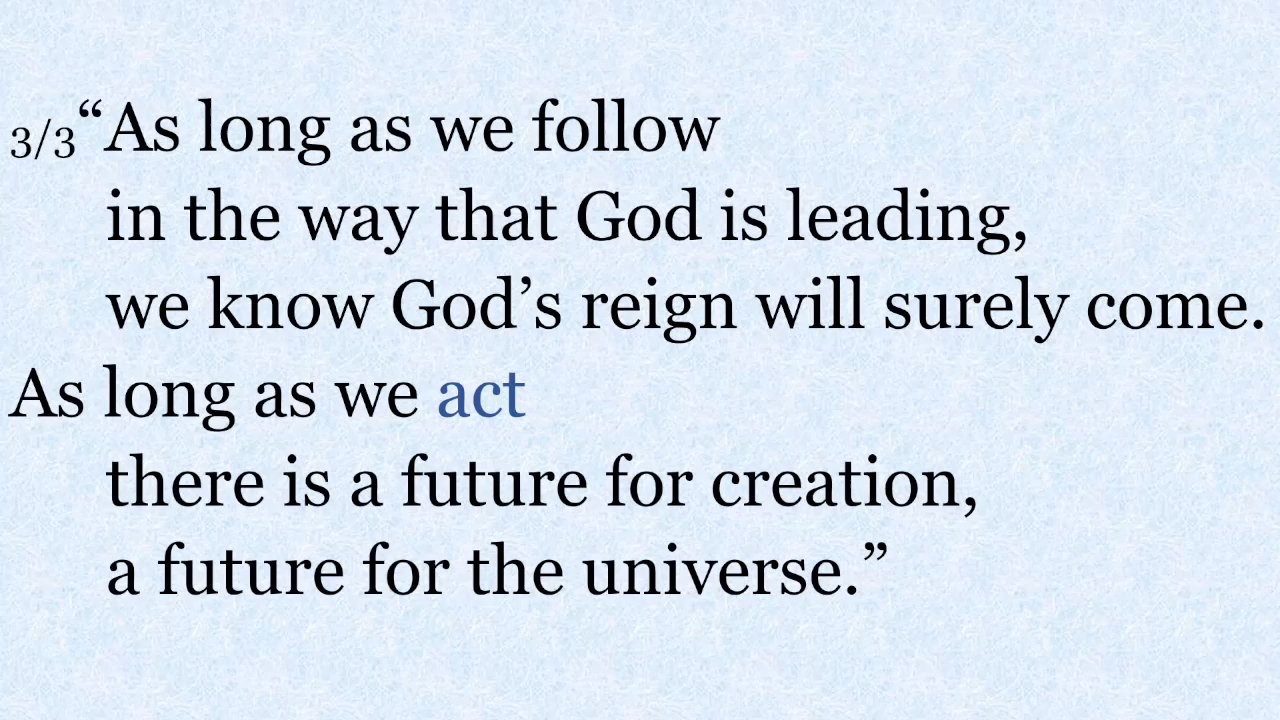 3/3“As long as we follow
in the way that God is leading,
we know God’s reign will surely come.
As long as we act
there is a future for creation,
a future for the universe.”